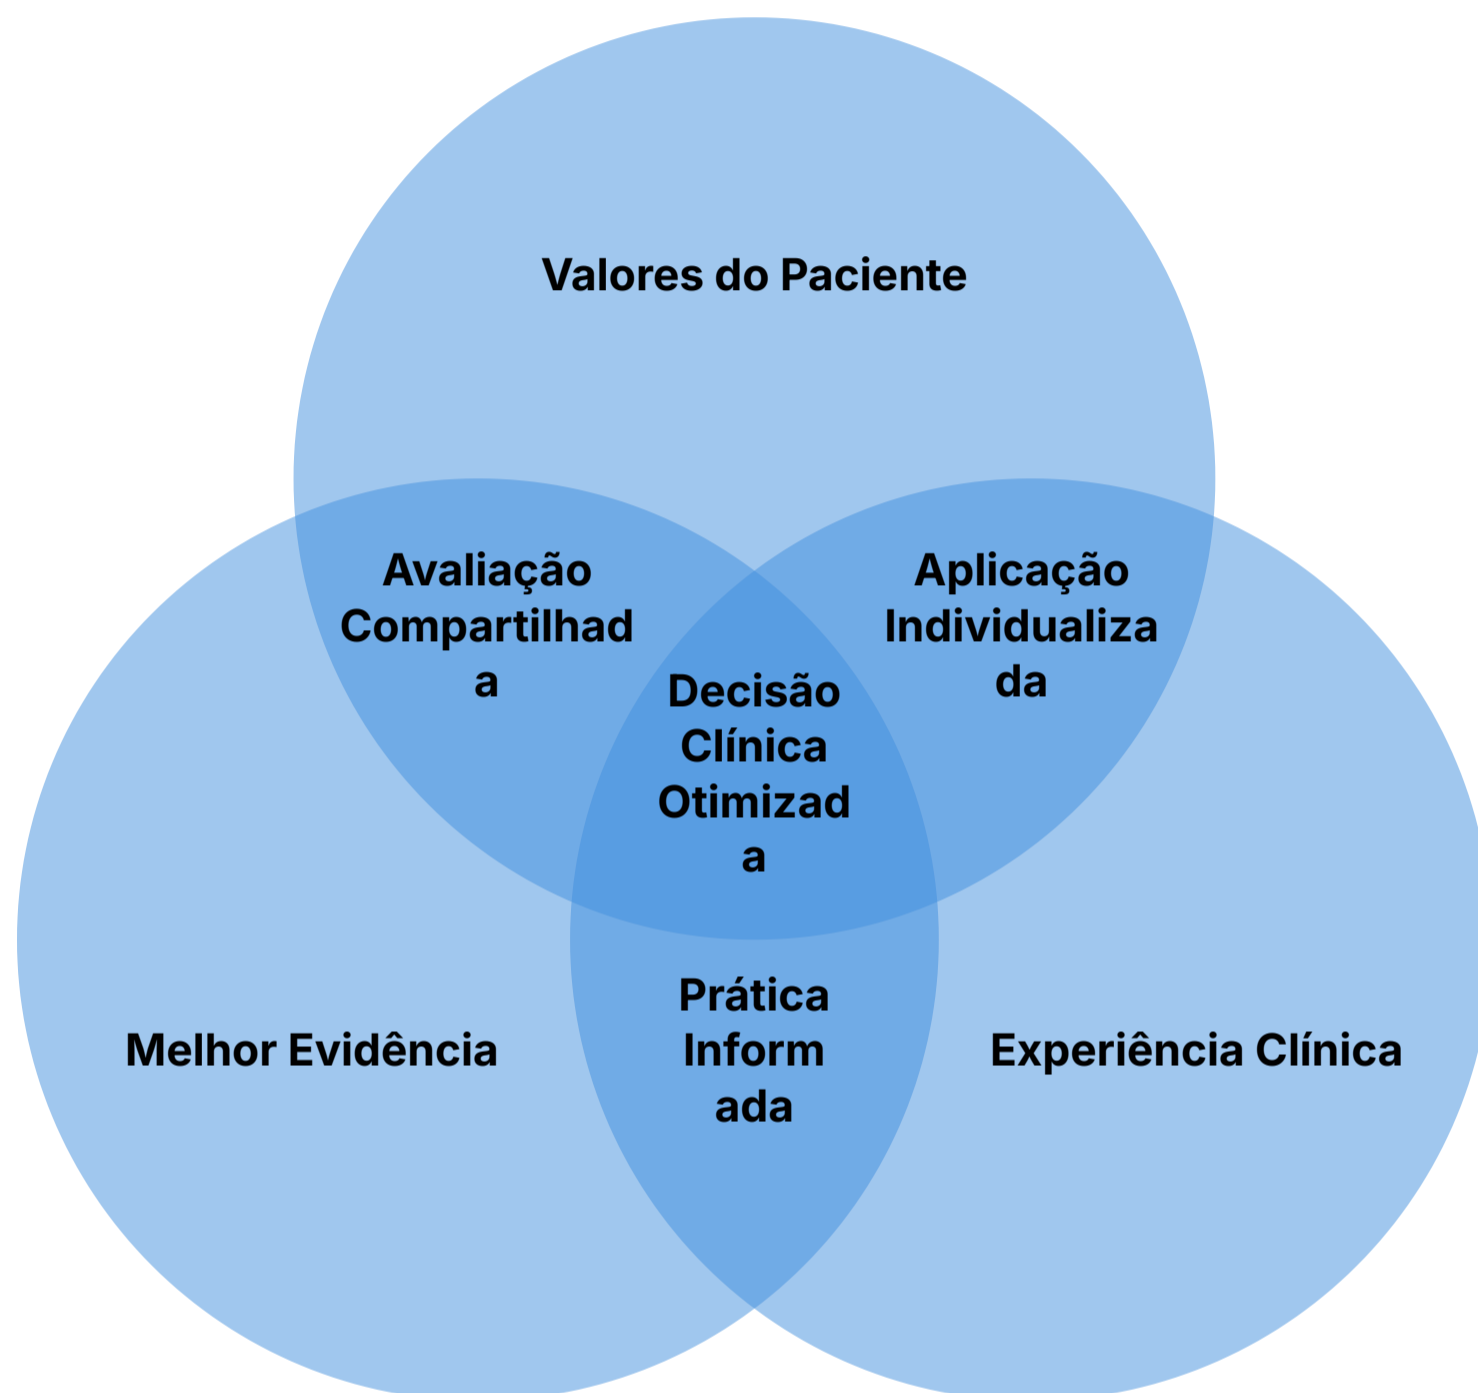 Valores do Paciente
Avaliação
Compartilhad
a
Aplicação
Individualiza
da
Decisão
Clínica
Otimizad
a
Melhor Evidência
Prática
Inform
ada
Experiência Clínica